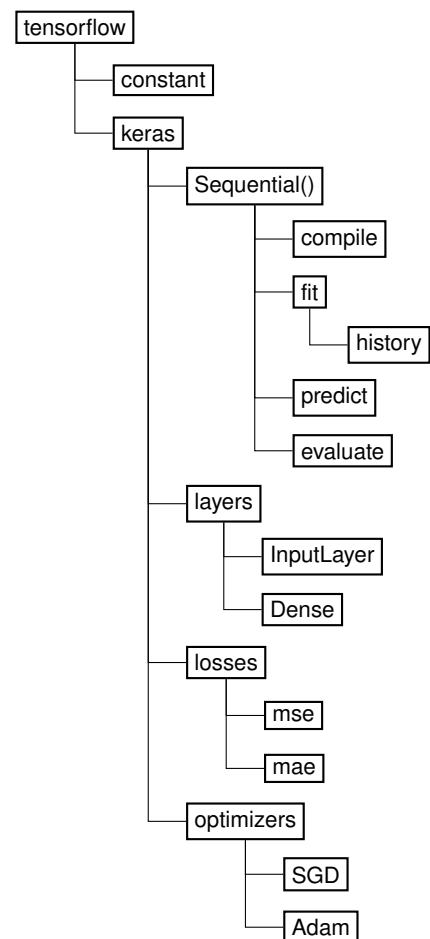 tensorflow
constant
keras
Sequential()
compile
fit
history
predict
evaluate
layers
InputLayer
Dense
losses
mse
mae
optimizers
SGD
Adam